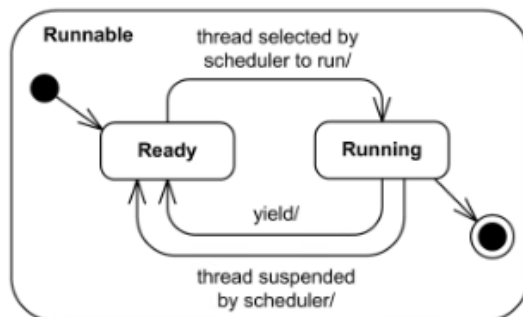 Runnable
thread selected by
scheduler to run/
Ready
Running
yield/
thread suspended
by scheduler/